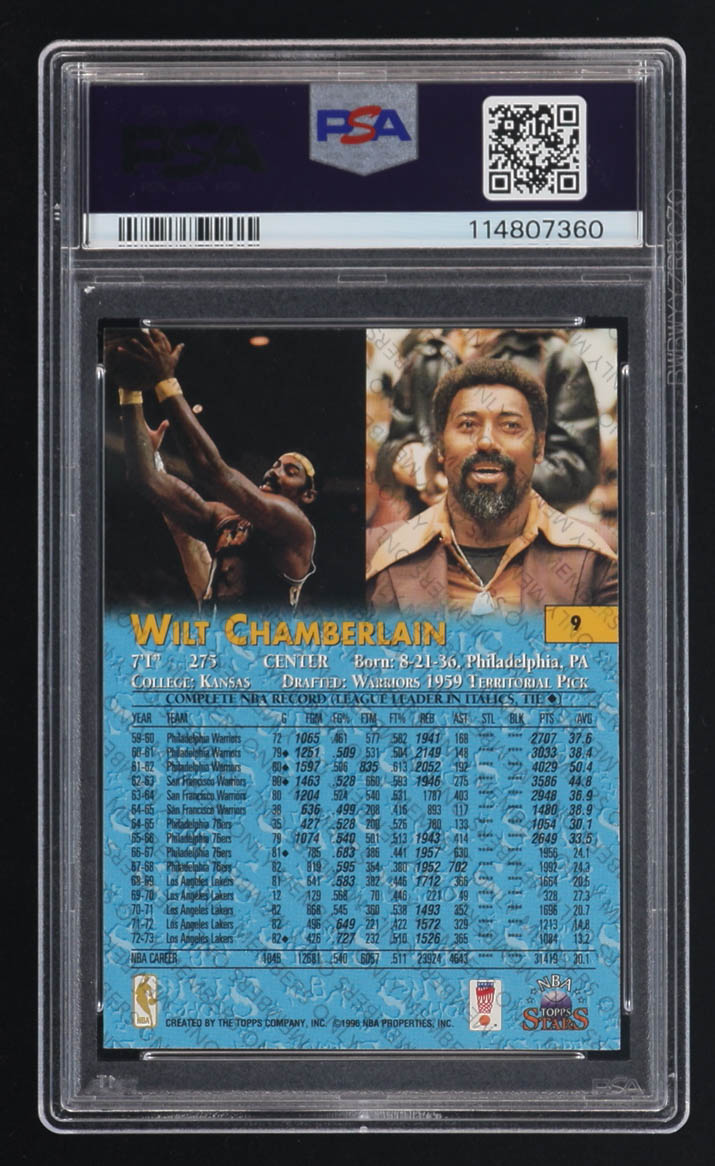 PSA
114807360
WILT CHAMBERLAIN
9
7'1" 275 CENTER Born: 8-21-36, Philadelphia, PA
COLLEGE: KANSAS DRAFTED: WARRIORS 1959 TERRITORIAL PICK
COMPLETE NBA RECORD (LEAGUE LEADER IN ITALICS, TIE ◆)
YEAR TEAM G FGM FG% FTM FT% REB AST STL BLK PTS AVG
59-60 Philadelphia Warriors 72 1065 .461 577 .582 1941 168 **** **** 2707 37.6
60-61 Philadelphia Warriors 79◆ 1251 .509 531 .504 2149 148 **** **** 3033 38.4
61-62 Philadelphia Warriors 80◆ 1597 .506 835 .613 2052 192 **** **** 4029 50.4
62-63 San Francisco Warriors 80◆ 1463 .528 660 .593 1946 275 **** **** 3586 44.8
63-64 San Francisco Warriors 80 1204 .524 540 .531 1787 403 **** **** 2948 36.9
64-65 San Francisco Warriors 38 636 .499 208 .416 893 117 **** **** 1480 38.9
64-65 Philadelphia 76ers 35 427 .528 200 .526 780 133 **** **** 1054 30.1
65-66 Philadelphia 76ers 79 1074 .540 501 .513 1943 414 **** **** 2649 33.5
66-67 Philadelphia 76ers 81◆ 785 .683 386 .441 1957 630 **** **** 1956 24.1
67-68 Philadelphia 76ers 82 819 .595 354 .380 1952 702 **** **** 1992 24.3
68-69 Los Angeles Lakers 81 641 .583 382 .446 1712 366 **** **** 1664 20.5
69-70 Los Angeles Lakers 12 129 .568 70 .446 221 49 **** **** 328 27.3
70-71 Los Angeles Lakers 82 668 .545 360 .538 1493 352 **** **** 1696 20.7
71-72 Los Angeles Lakers 82 496 .649 221 .422 1572 329 **** **** 1213 14.8
72-73 Los Angeles Lakers 82◆ 426 .727 232 .510 1526 365 **** **** 1084 13.2
NBA CAREER 1045 12681 .540 6057 .511 23924 4643 31419 30.1
NBA
CREATED BY THE TOPPS COMPANY, INC. ©1996 NBA PROPERTIES, INC.
NBA
TOPPS
STARS
PSA